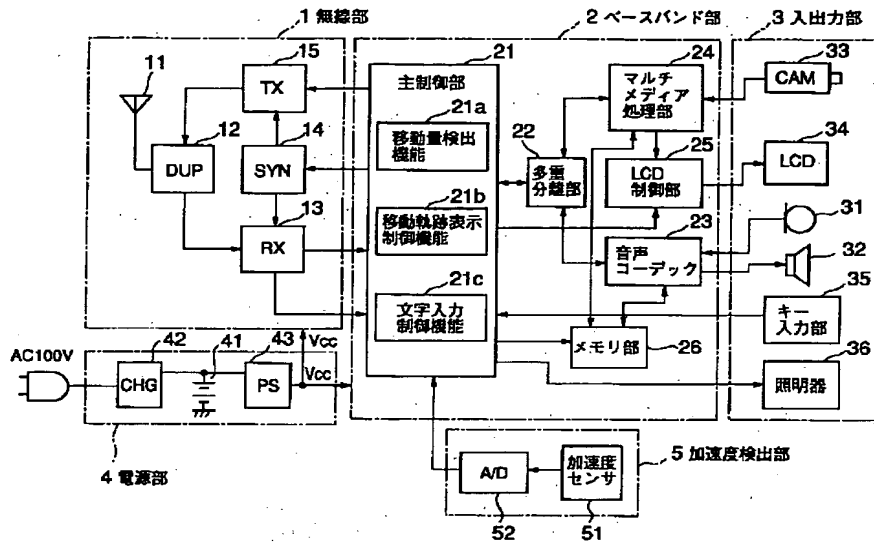 1 無線部
2 ベースバンド部
3 入出力部
11
15
TX
12
DUP
14
SYN
13
RX
21
主制御部
21a
移動量検出
機能
21b
移動軌跡表示
制御機能
21c
文字入力
制御機能
22
多重
分離部
24
マルチ
メディア
処理部
25
LCD
制御部
23
音声
コーデック
メモリ部
26
33
CAM
34
LCD
31
32
35
キー
入力部
36
照明器
AC100V
42
CHG
41
43
PS
Vcc
Vcc
4 電源部
A/D
52
加速度
センサ
51
5 加速度検出部